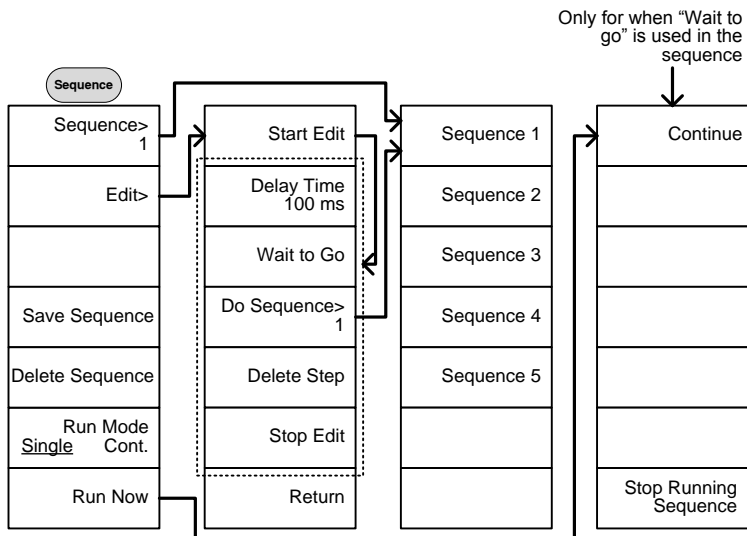 Only for when “Wait to
go” is used in the
sequence
Sequence
Sequence>
1
Edit>
Save Sequence
Delete Sequence
Run Mode
Single Cont.
Run Now
Start Edit
Delay Time
100 ms
Wait to Go
Do Sequence>
1
Delete Step
Stop Edit
Return
Sequence 1
Sequence 2
Sequence 3
Sequence 4
Sequence 5
Continue
Stop Running
Sequence